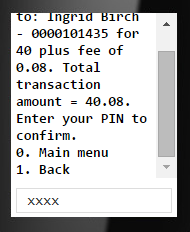 to: Ingrid Birch
- 0000101435 for
40 plus fee of
0.08. Total
transaction
amount = 40.08.
Enter your PIN to
confirm.
0. Main menu
1. Back
xxxx